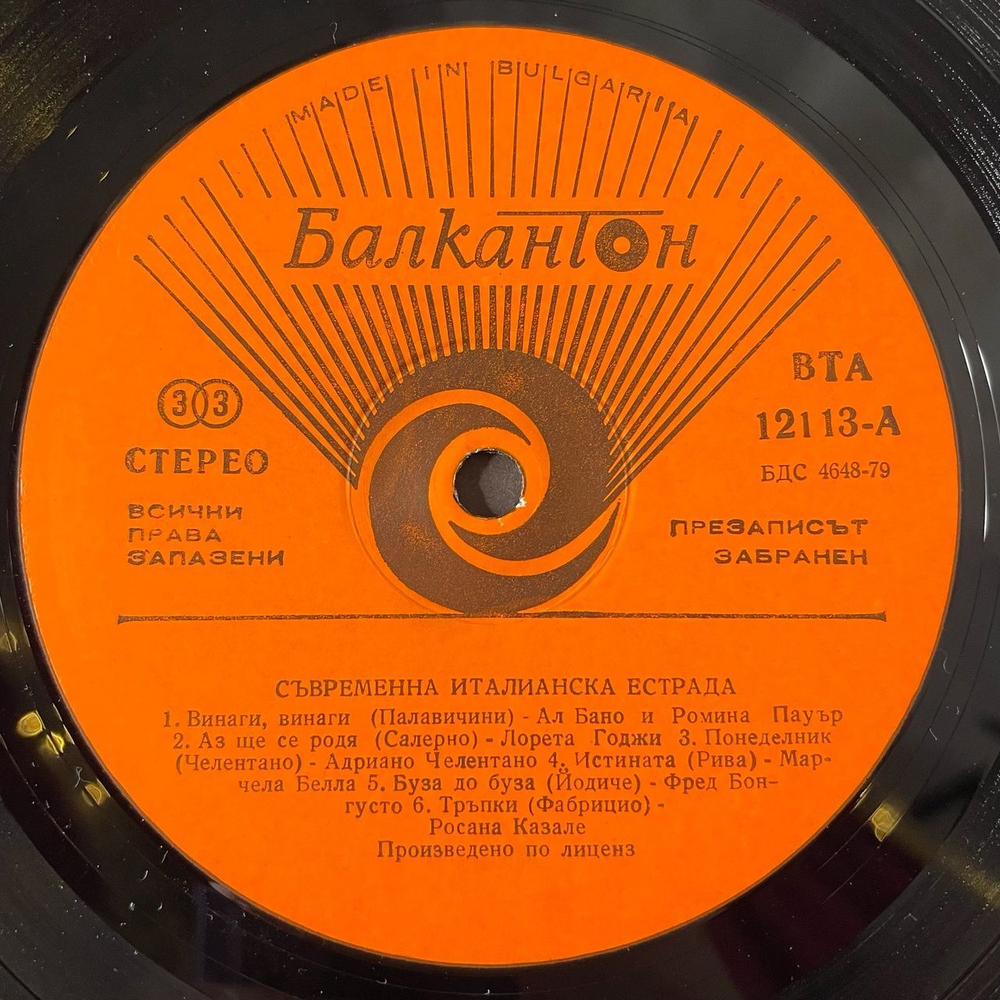 MADE IN BULGARIA
Балкантон
33
СТЕРЕО
ВСИЧКИ
ПРАВА
ЗАПАЗЕНИ
ВТА
12113-А
БДС 4648-79
ПРЕЗАПИСЪТ
ЗАБРАНЕН
СЪВРЕМЕННА ИТАЛИАНСКА ЕСТРАДА
1. Винаги, винаги (Палавичини) - Ал Бано и Ромина Пауър
2. Аз ще се родя (Салерно) - Лорета Годжи 3. Понеделник
(Челентано) - Адриано Челентано 4. Истината (Рива) - Мар-
чела Белла 5. Буза до буза (Йодиче) - Фред Бон-
густо 6. Тръпки (Фабрицио) -
Росана Казале
Произведено по лиценз